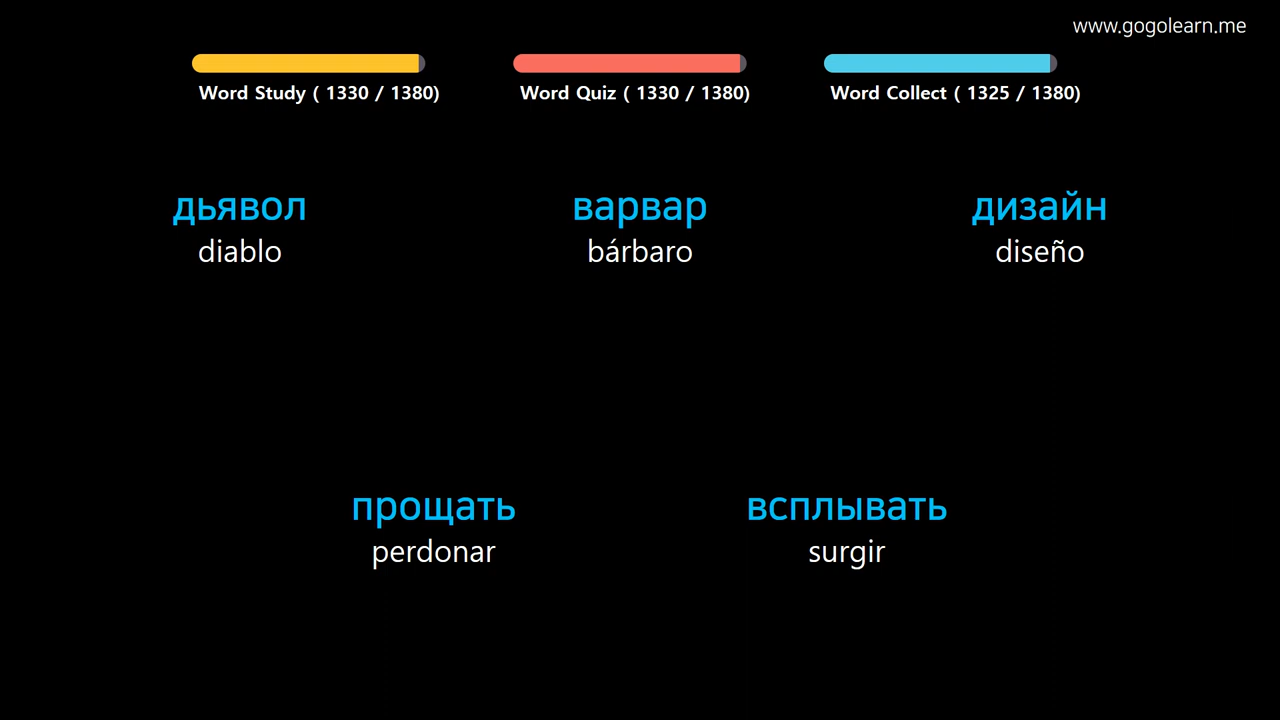 www.gogolearn.me
Word Study ( 1330 / 1380)
Word Quiz ( 1330 / 1380)
Word Collect ( 1325 / 1380)
дьявол
diablo
варвар
bárbaro
дизайн
diseño
прощать
perdonar
всплывать
surgir